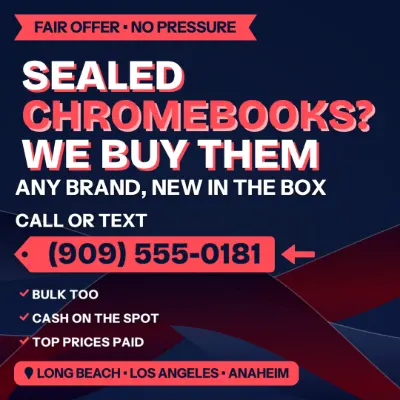 FAIR OFFER • NO PRESSURE
SEALED
CHROMEBOOKS?
WE BUY THEM
ANY BRAND, NEW IN THE BOX
CALL OR TEXT
(909) 555-0181
BULK TOO
CASH ON THE SPOT
TOP PRICES PAID
LONG BEACH • LOS ANGELES • ANAHEIM